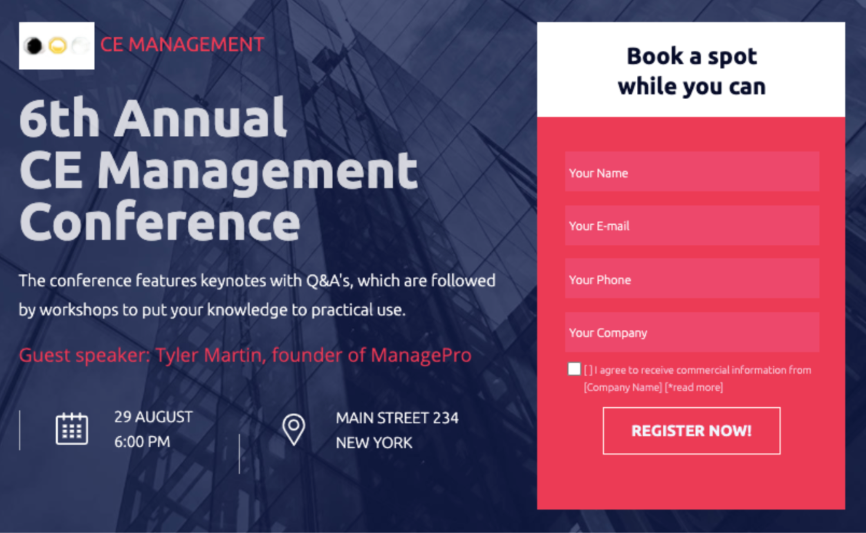 CE MANAGEMENT
6th Annual
CE Management
Conference
The conference features keynotes with Q&A's, which are followed
by workshops to put your knowledge to practical use.
Guest speaker: Tyler Martin, founder of ManagePro
29 AUGUST
6:00 PM
MAIN STREET 234
NEW YORK
Book a spot
while you can
Your Name
Your E-mail
Your Phone
Your Company
[ ] I agree to receive commercial information from
[Company Name] [*read more]
REGISTER NOW!